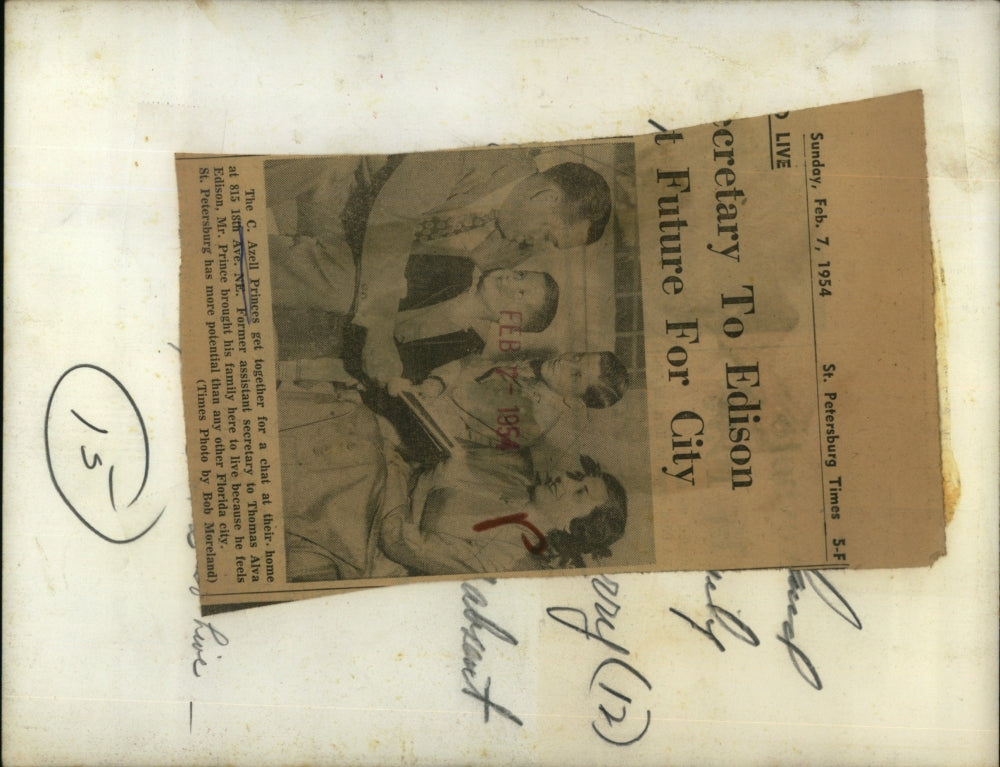 Sunday, Feb. 7, 1954 St. Petersburg Times 5-F
LIVE
cretary To Edison
t Future For City
FEB 7 - 1954
The C. Azell Princes get together for a chat at their home
at 815 18th Ave. NE. Former assistant secretary to Thomas Alva
Edison, Mr. Prince brought his family here to live because he feels
St. Petersburg has more potential than any other Florida city.
(Times Photo by Bob Moreland)
(12)
absent
Live
15